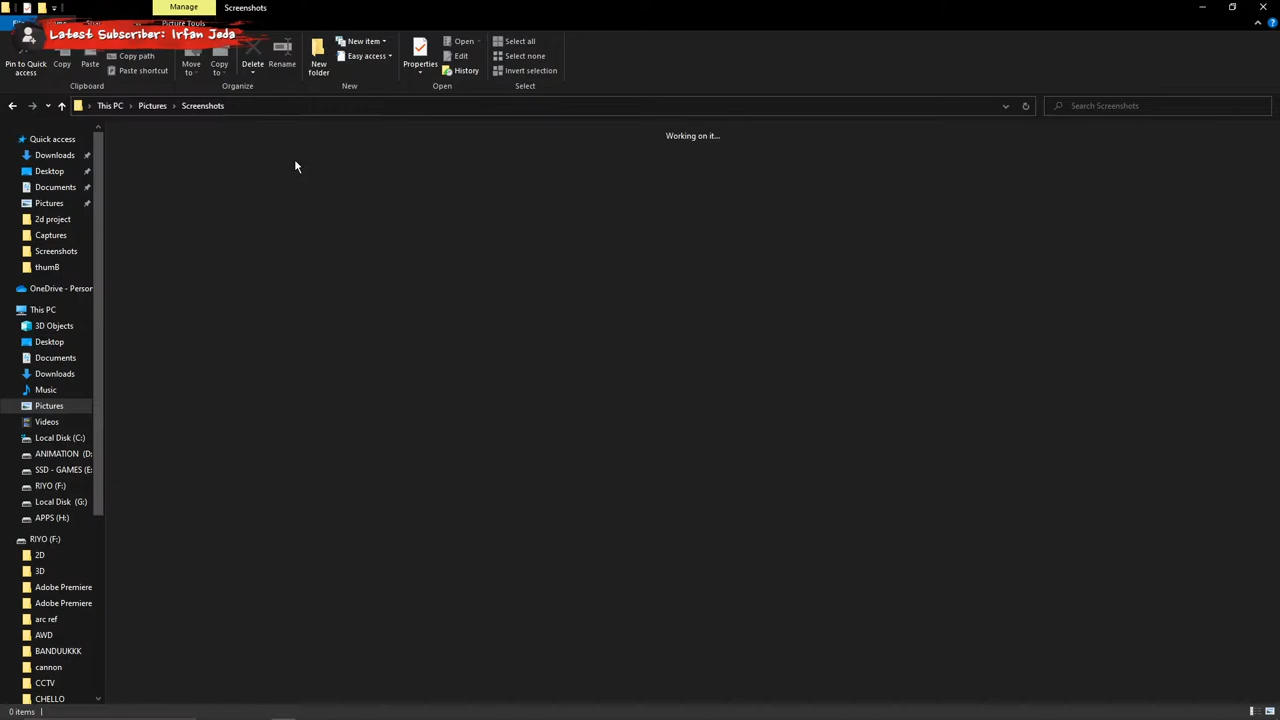 Manage
Screenshots
Picture Tools
Latest Subscriber: Irfan Jeda
Pin to Quick
access
Copy
Paste
Copy path
Paste shortcut
Clipboard
Move
to
Copy
to
Delete
Rename
Organize
New
folder
New item
Easy access
New
Properties
Open
Edit
History
Open
Select all
Select none
Invert selection
Select
This PC
Pictures
Screenshots
Search Screenshots
Working on it...
Quick access
Downloads
Desktop
Documents
Pictures
2d project
Captures
Screenshots
thumB
OneDrive - Person
This PC
3D Objects
Desktop
Documents
Downloads
Music
Pictures
Videos
Local Disk (C:)
ANIMATION (D:
SSD - GAMES (E:
RIYO (F:)
Local Disk (G:)
APPS (H:)
RIYO (F:)
2D
3D
Adobe Premiere
Adobe Premiere
arc ref
AWD
BANDUUKKK
cannon
CCTV
CHELLO
0 items